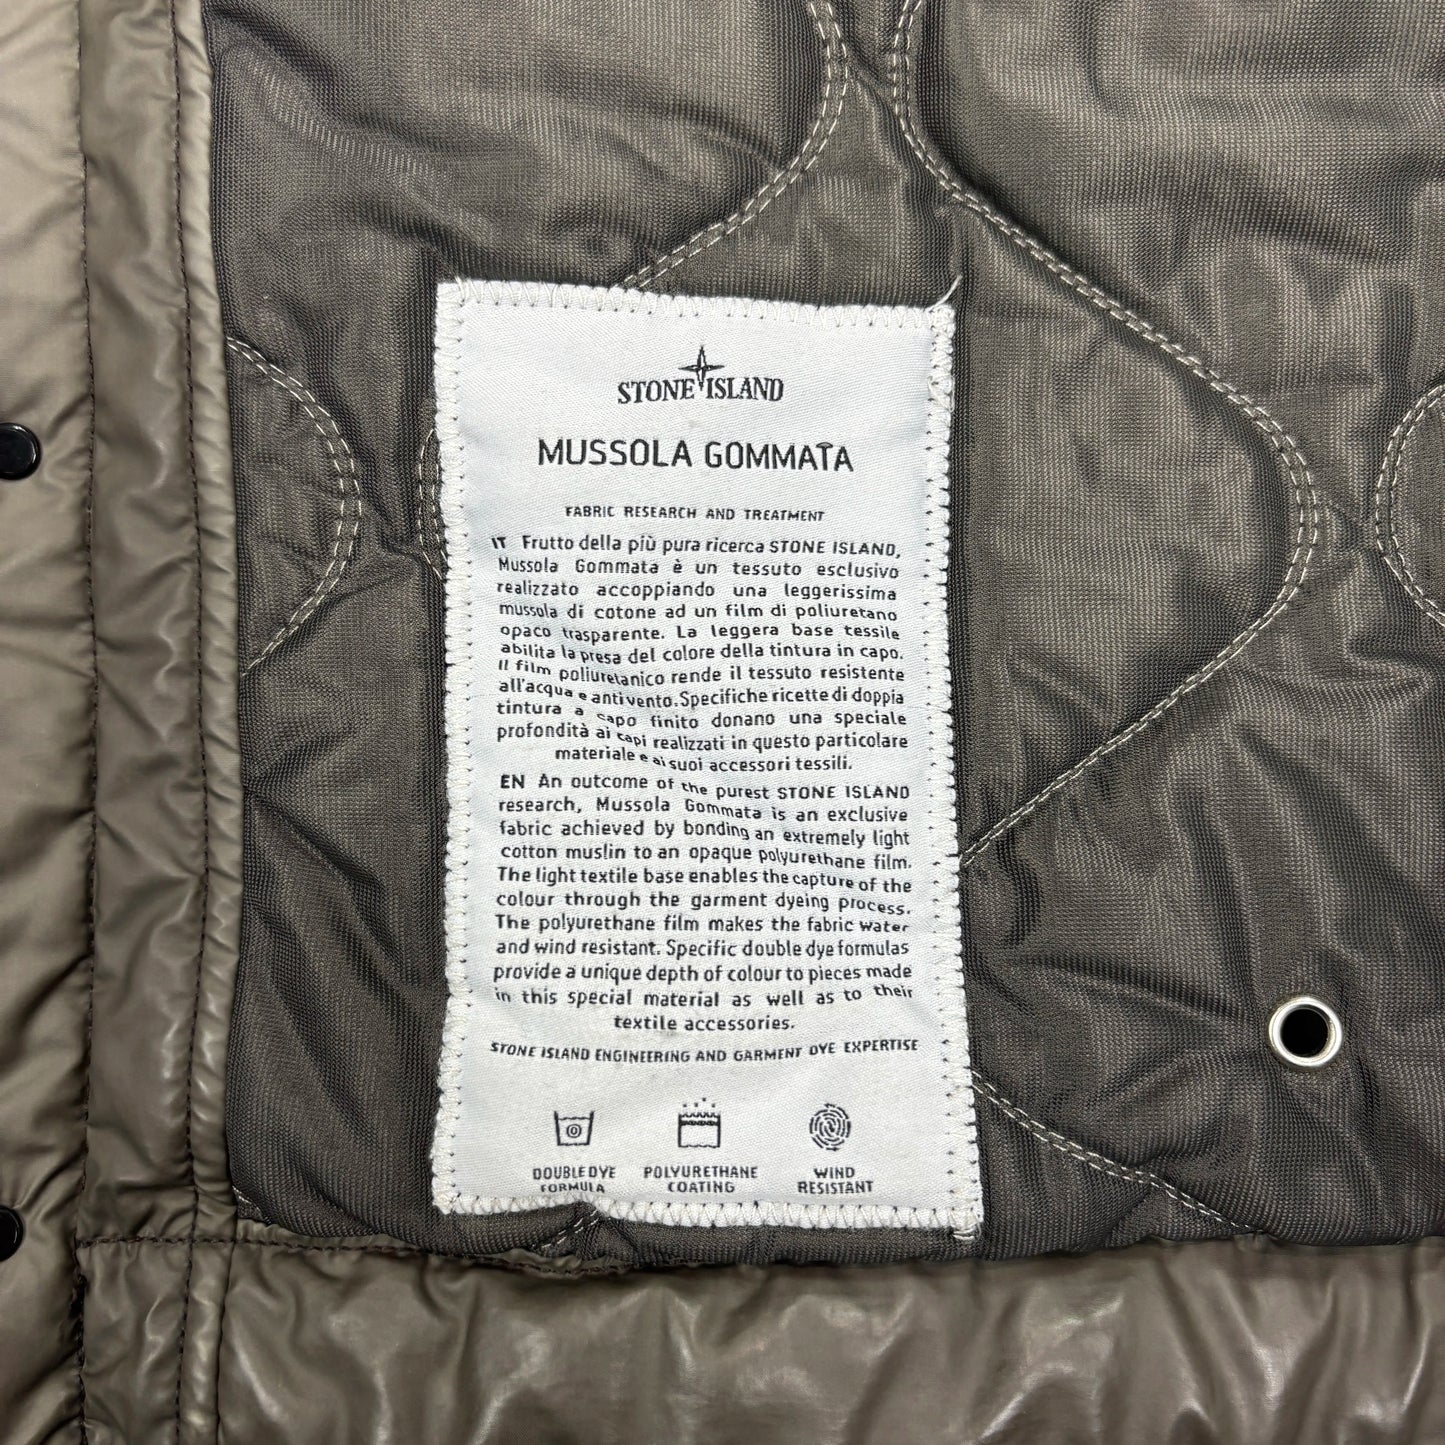 STONE ISLAND
MUSSOLA GOMMATA
FABRIC RESEARCH AND TREATMENT
IT Frutto della più pura ricerca STONE ISLAND,
Mussola Gommata è un tessuto esclusivo
realizzato accoppiando una leggerissima
mussola di cotone ad un film di poliuretano
opaco trasparente. La leggera base tessile
abilita la presa del colore della tintura in capo.
Il film poliuretanico rende il tessuto resistente
all'acqua e antivento. Specifiche ricette di doppia
tintura a capo finito donano una speciale
profondità ai capi realizzati in questo particolare
materiale e ai suoi accessori tessili.
EN An outcome of the purest STONE ISLAND
research, Mussola Gommata is an exclusive
fabric achieved by bonding an extremely light
cotton muslin to an opaque polyurethane film.
The light textile base enables the capture of the
colour through the garment dyeing process.
The polyurethane film makes the fabric water
and wind resistant. Specific double dye formulas
provide a unique depth of colour to pieces made
in this special material as well as to their
textile accessories.
STONE ISLAND ENGINEERING AND GARMENT DYE EXPERTISE
DOUBLE DYE
FORMULA
POLYURETHANE
COATING
WIND
RESISTANT